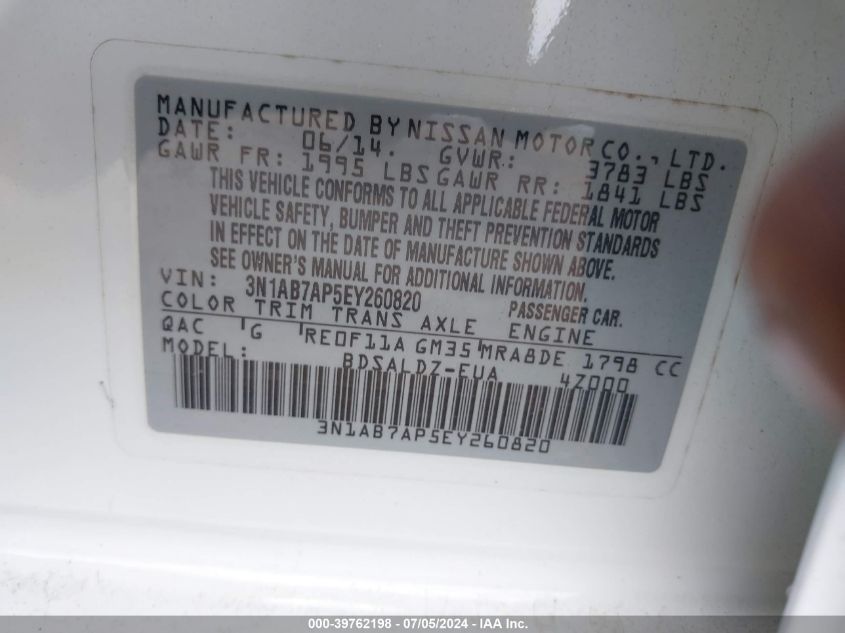 MANUFACTURED BY NISSAN MOTOR CO., LTD.
DATE: 06/14. GVWR: 3783 LBS
GAWR FR: 1995 LBS GAWR RR: 1841 LBS
THIS VEHICLE CONFORMS TO ALL APPLICABLE FEDERAL MOTOR
VEHICLE SAFETY, BUMPER AND THEFT PREVENTION STANDARDS
IN EFFECT ON THE DATE OF MANUFACTURE SHOWN ABOVE.
SEE OWNER'S MANUAL FOR ADDITIONAL INFORMATION.
VIN: 3N1AB7AP5EY260820 PASSENGER CAR.
COLOR TRIM TRANS AXLE ENGINE
QAC G RE0F11A GM35 MRA8DE 1798 CC
MODEL: BDSALDZ-EUA 4Z000
3N1AB7AP5EY260820
000-39762198 - 07/05/2024 - IAA Inc.